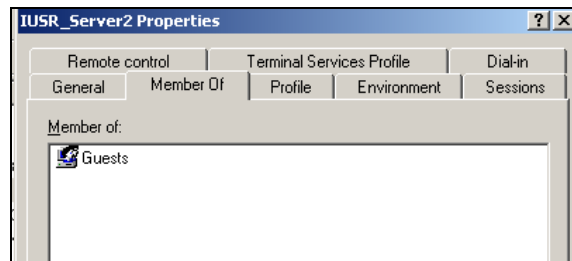 IUSR_Server2 Properties
Remote control Terminal Services Profile Dial-in
General Member Of Profile Environment Sessions
Member of:
Guests